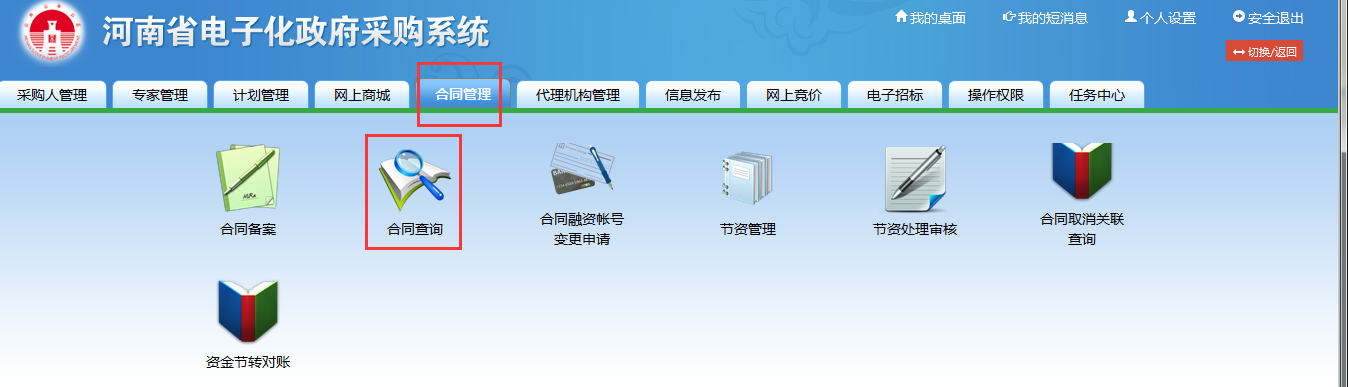 河南省电子化政府采购系统
我的桌面
我的短消息
个人设置
安全退出
切换/返回
采购人管理
专家管理
计划管理
网上商城
合同管理
代理机构管理
信息发布
网上竞价
电子招标
操作权限
任务中心
合同备案
合同查询
合同融资帐号
变更申请
节资管理
节资处理审核
合同取消关联
查询
资金节转对账